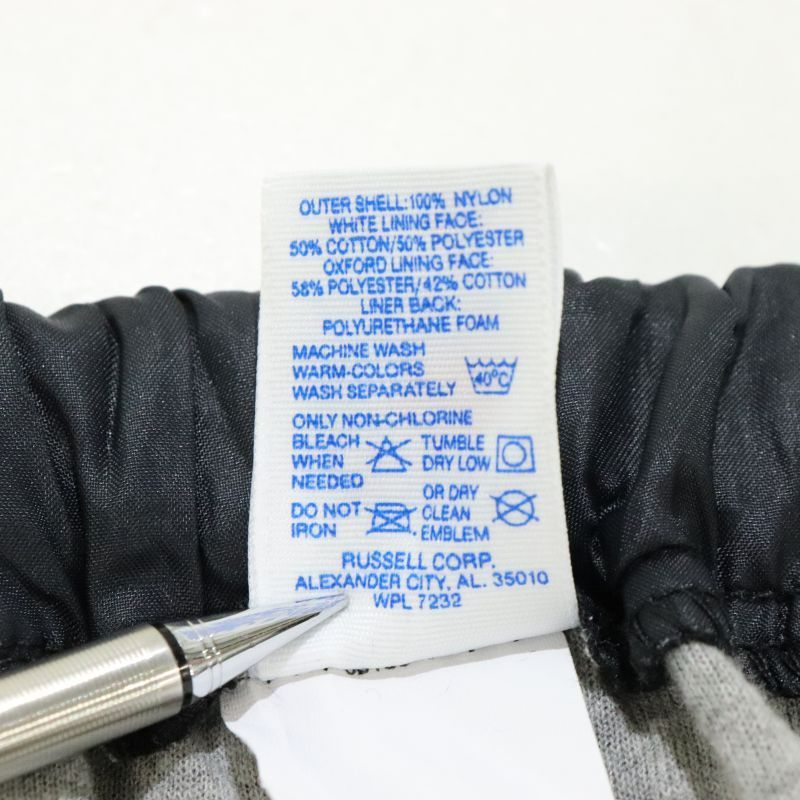 OUTER SHELL:100% NYLON
WHITE LINING FACE:
50% COTTON/50% POLYESTER
OXFORD LINING FACE:
58% POLYESTER/42% COTTON
LINER BACK:
POLYURETHANE FOAM
MACHINE WASH
WARM-COLORS
WASH SEPARATELY
40°C
ONLY NON-CHLORINE
BLEACH
WHEN
NEEDED
TUMBLE
DRY LOW
DO NOT
IRON
OR DRY
CLEAN
EMBLEM
RUSSELL CORP.
ALEXANDER CITY, AL. 35010
WPL 7232